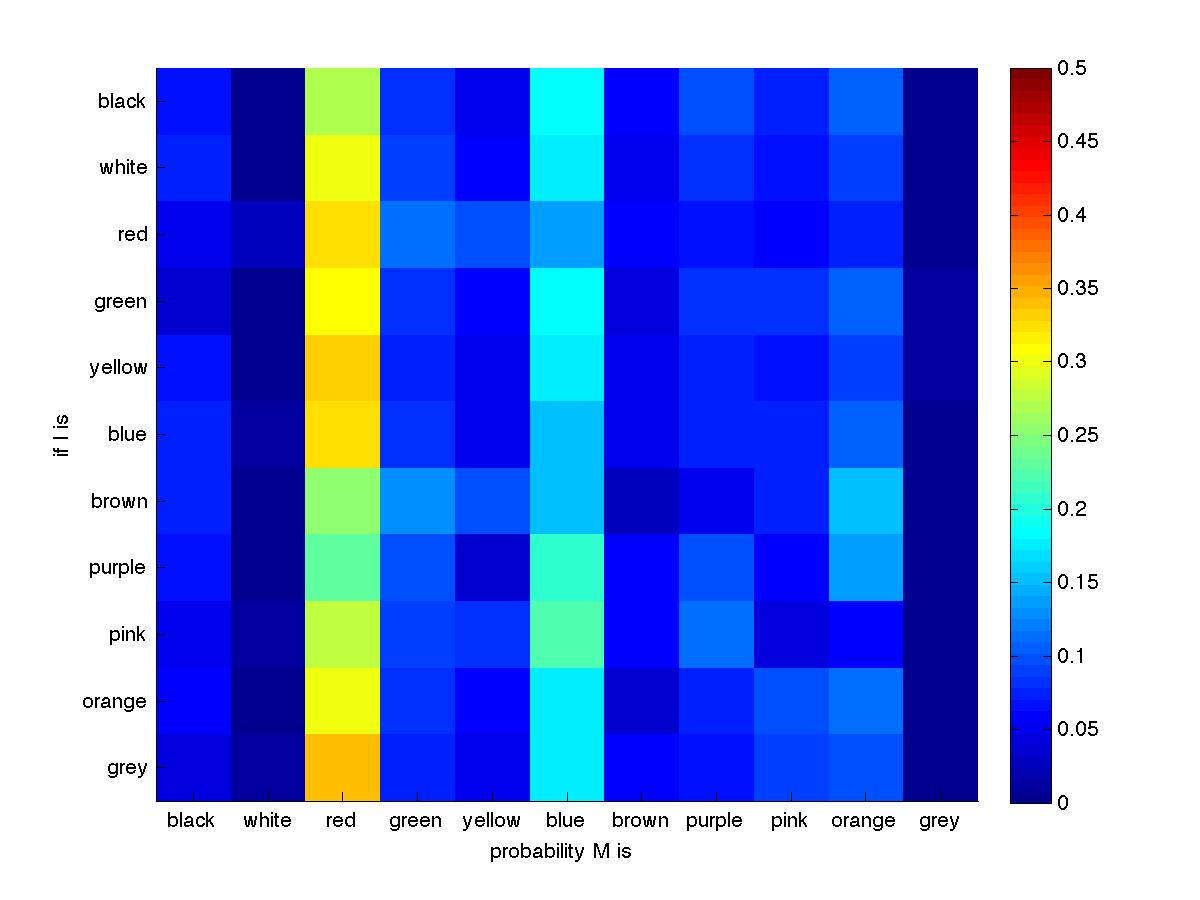 black
white
red
green
yellow
blue
brown
purple
pink
orange
grey
if I is
black white red green yellow blue brown purple pink orange grey
probability M is
0.5
0.45
0.4
0.35
0.3
0.25
0.2
0.15
0.1
0.05
0